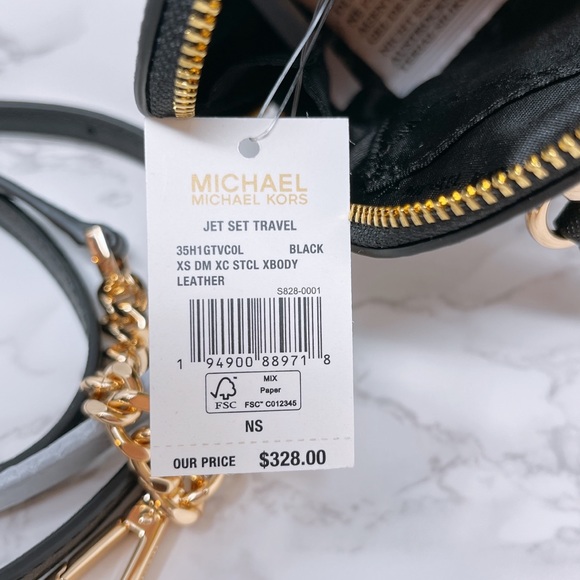 MICHAEL
MICHAEL KORS
JET SET TRAVEL
35H1GTVC0L BLACK
XS DM XC STCL XBODY
LEATHER
S828-0001
1 94900 88971 8
MIX
Paper
FSC
FSC™ C012345
NS
OUR PRICE $328.00